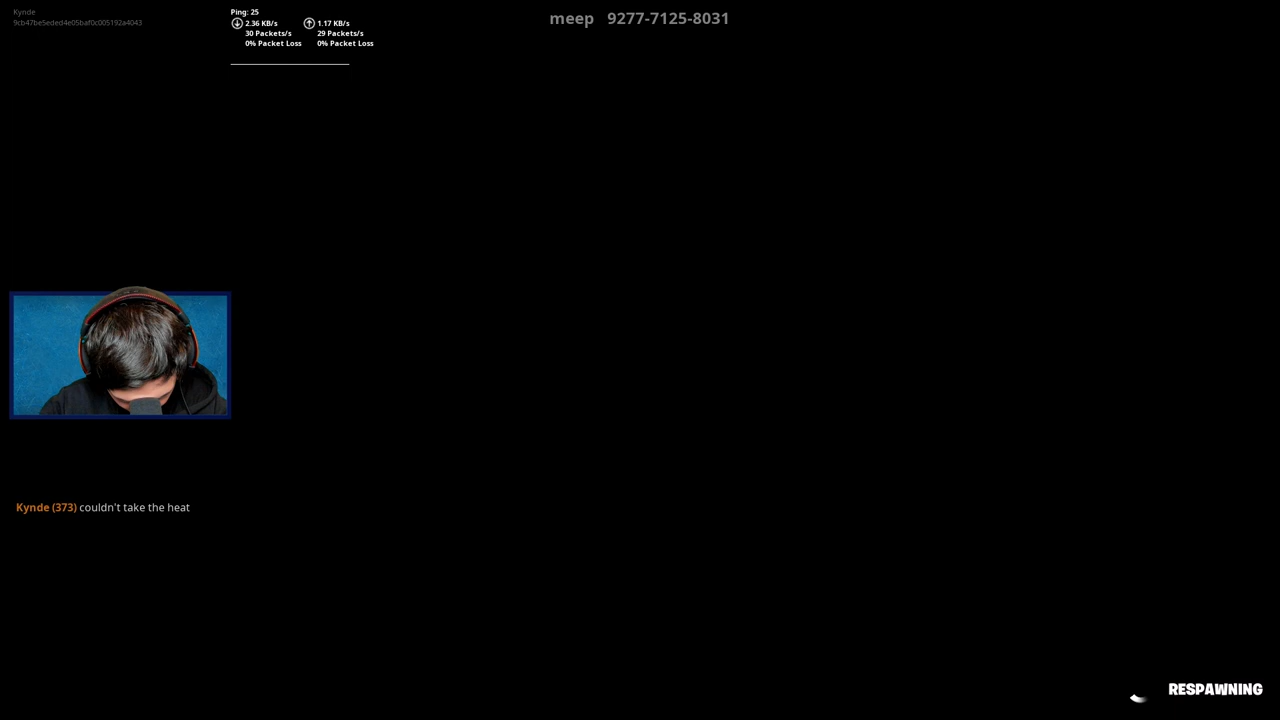 Kynde
9cb47be5eded4e05baf0c005192a4043
Ping: 25
2.36 KB/s 1.17 KB/s
30 Packets/s 29 Packets/s
0% Packet Loss 0% Packet Loss
meep 9277-7125-8031
Kynde (373) couldn't take the heat
RESPAWNING